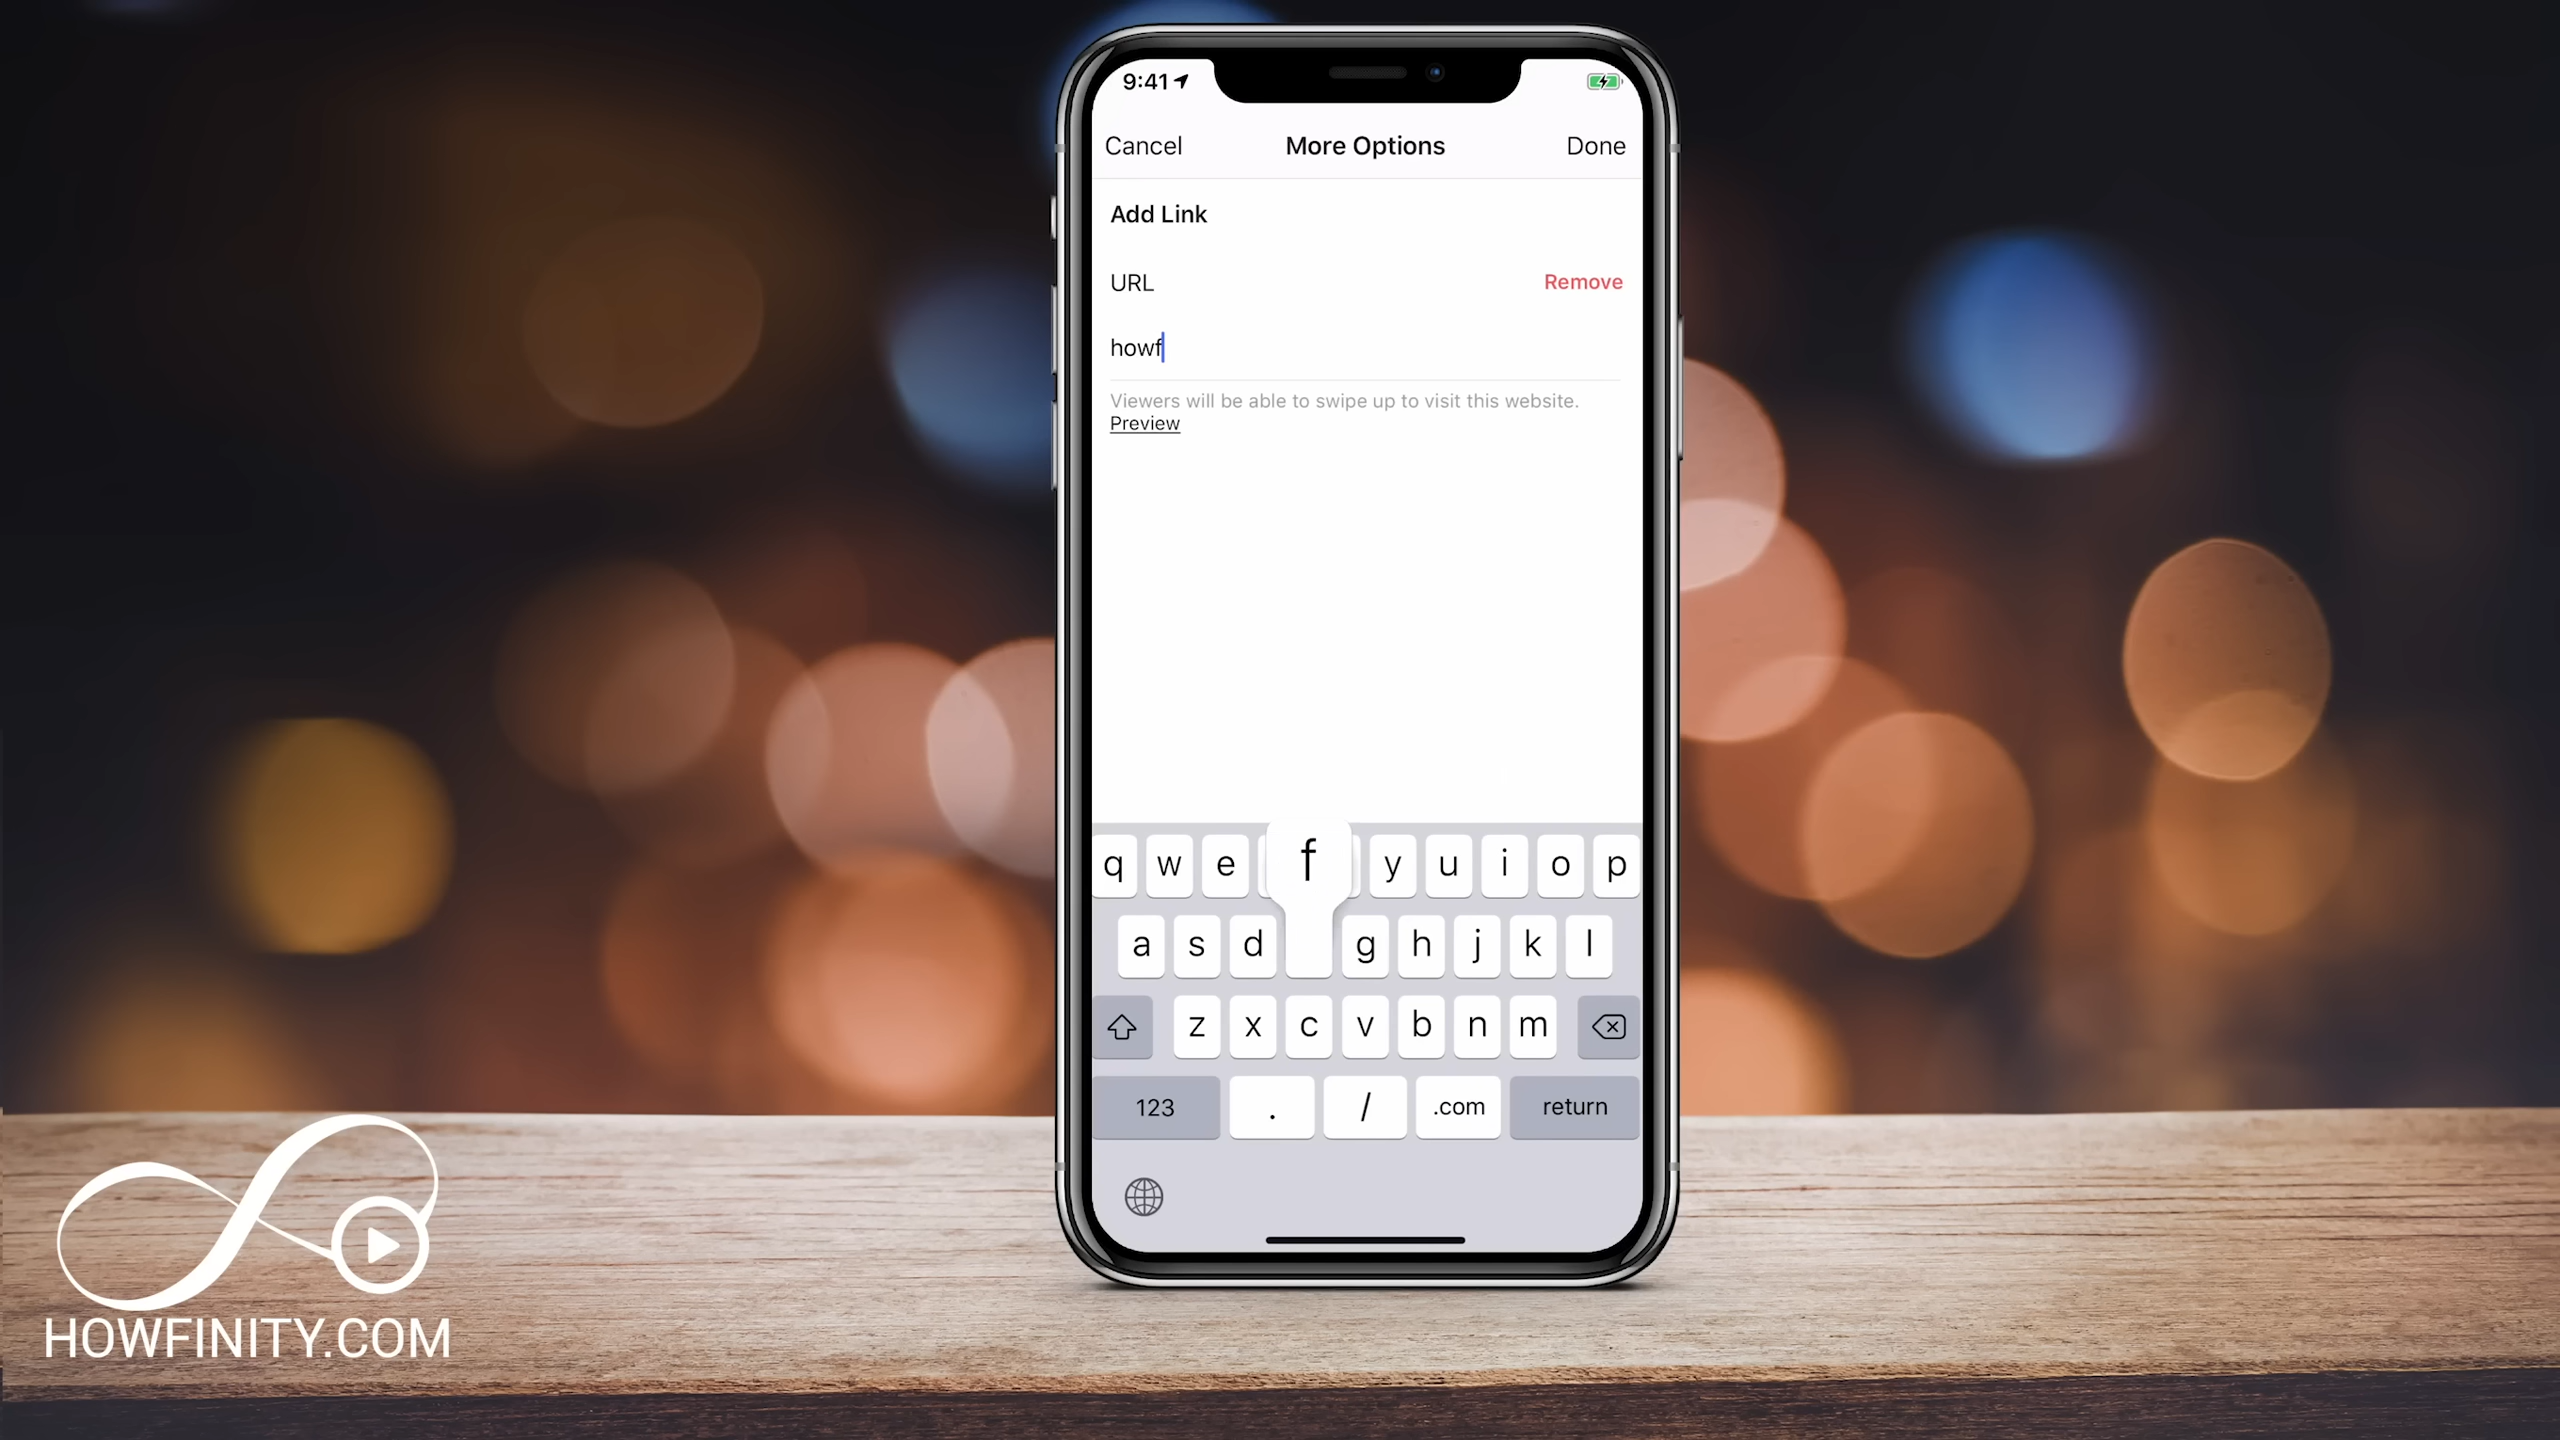 9:41
Cancel More Options Done
Add Link
URL Remove
howf
Viewers will be able to swipe up to visit this website.
Preview
q w e f y u i o p
a s d g h j k l
z x c v b n m
123 . / .com return
HOWFINITY.COM